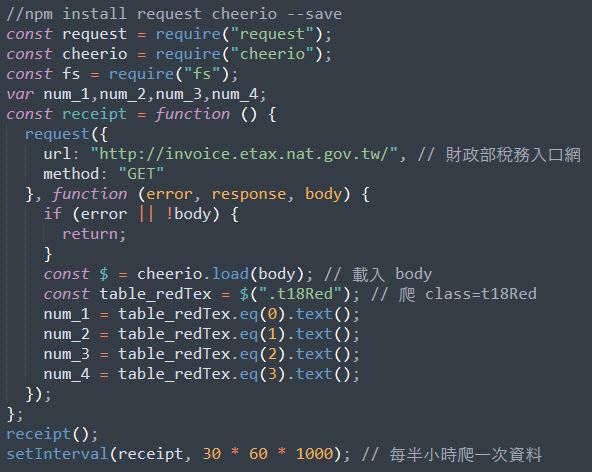 //npm install request cheerio --save
const request = require("request");
const cheerio = require("cheerio");
const fs = require("fs");
var num_1,num_2,num_3,num_4;
const receipt = function () {
  request({
    url: "http://invoice.etax.nat.gov.tw/", // 財政部稅務入口網
    method: "GET"
  }, function (error, response, body) {
    if (error || !body) {
      return;
    }
    const $ = cheerio.load(body); // 載入 body
    const table_redTex = $(".t18Red"); // 爬 class=t18Red
    num_1 = table_redTex.eq(0).text();
    num_2 = table_redTex.eq(1).text();
    num_3 = table_redTex.eq(2).text();
    num_4 = table_redTex.eq(3).text();
  });
};
receipt();
setInterval(receipt, 30 * 60 * 1000); // 每半小時爬一次資料